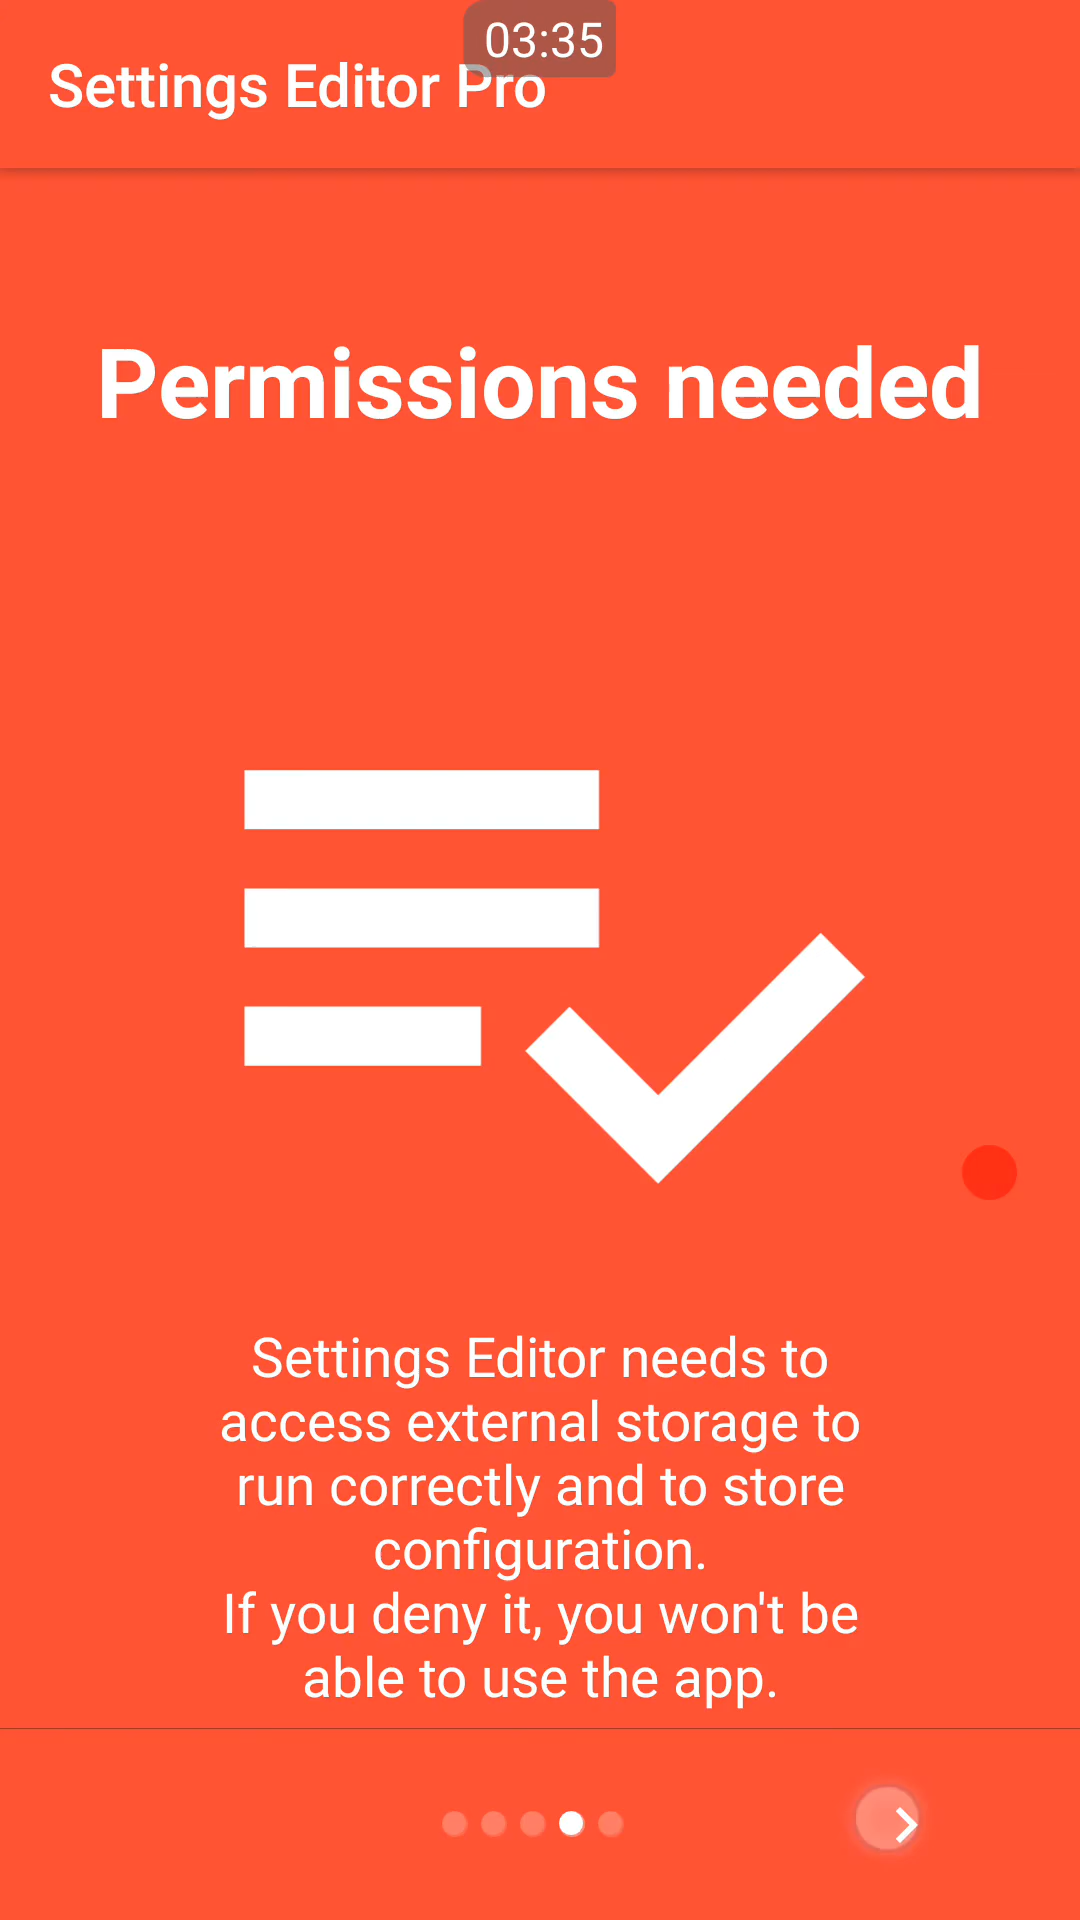 03:35
Settings Editor Pro
Permissions needed
Settings Editor needs to
access external storage to
run correctly and to store
configuration.
If you deny it, you won't be
able to use the app.